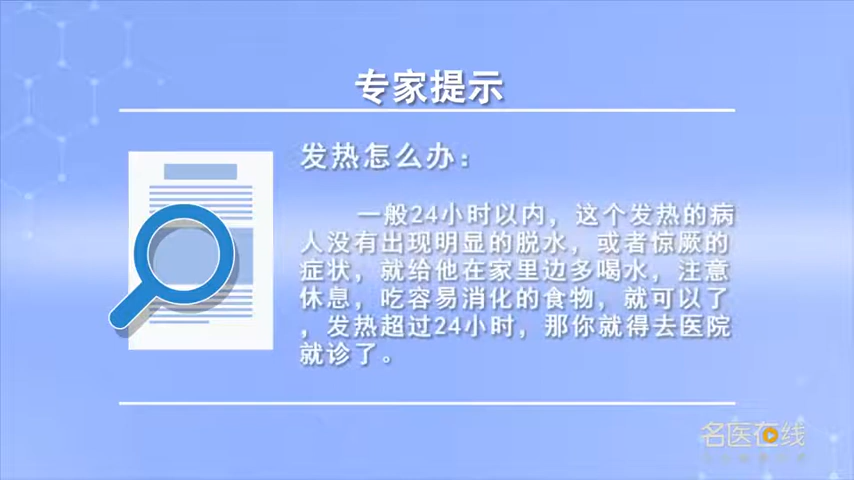 专家提示
发热怎么办：
一般24小时以内，这个发热的病
人没有出现明显的脱水，或者惊厥的
症状，就给他在家里边多喝水，注意
休息，吃容易消化的食物，就可以了
，发热超过24小时，那你就得去医院
就诊了。
名医在线